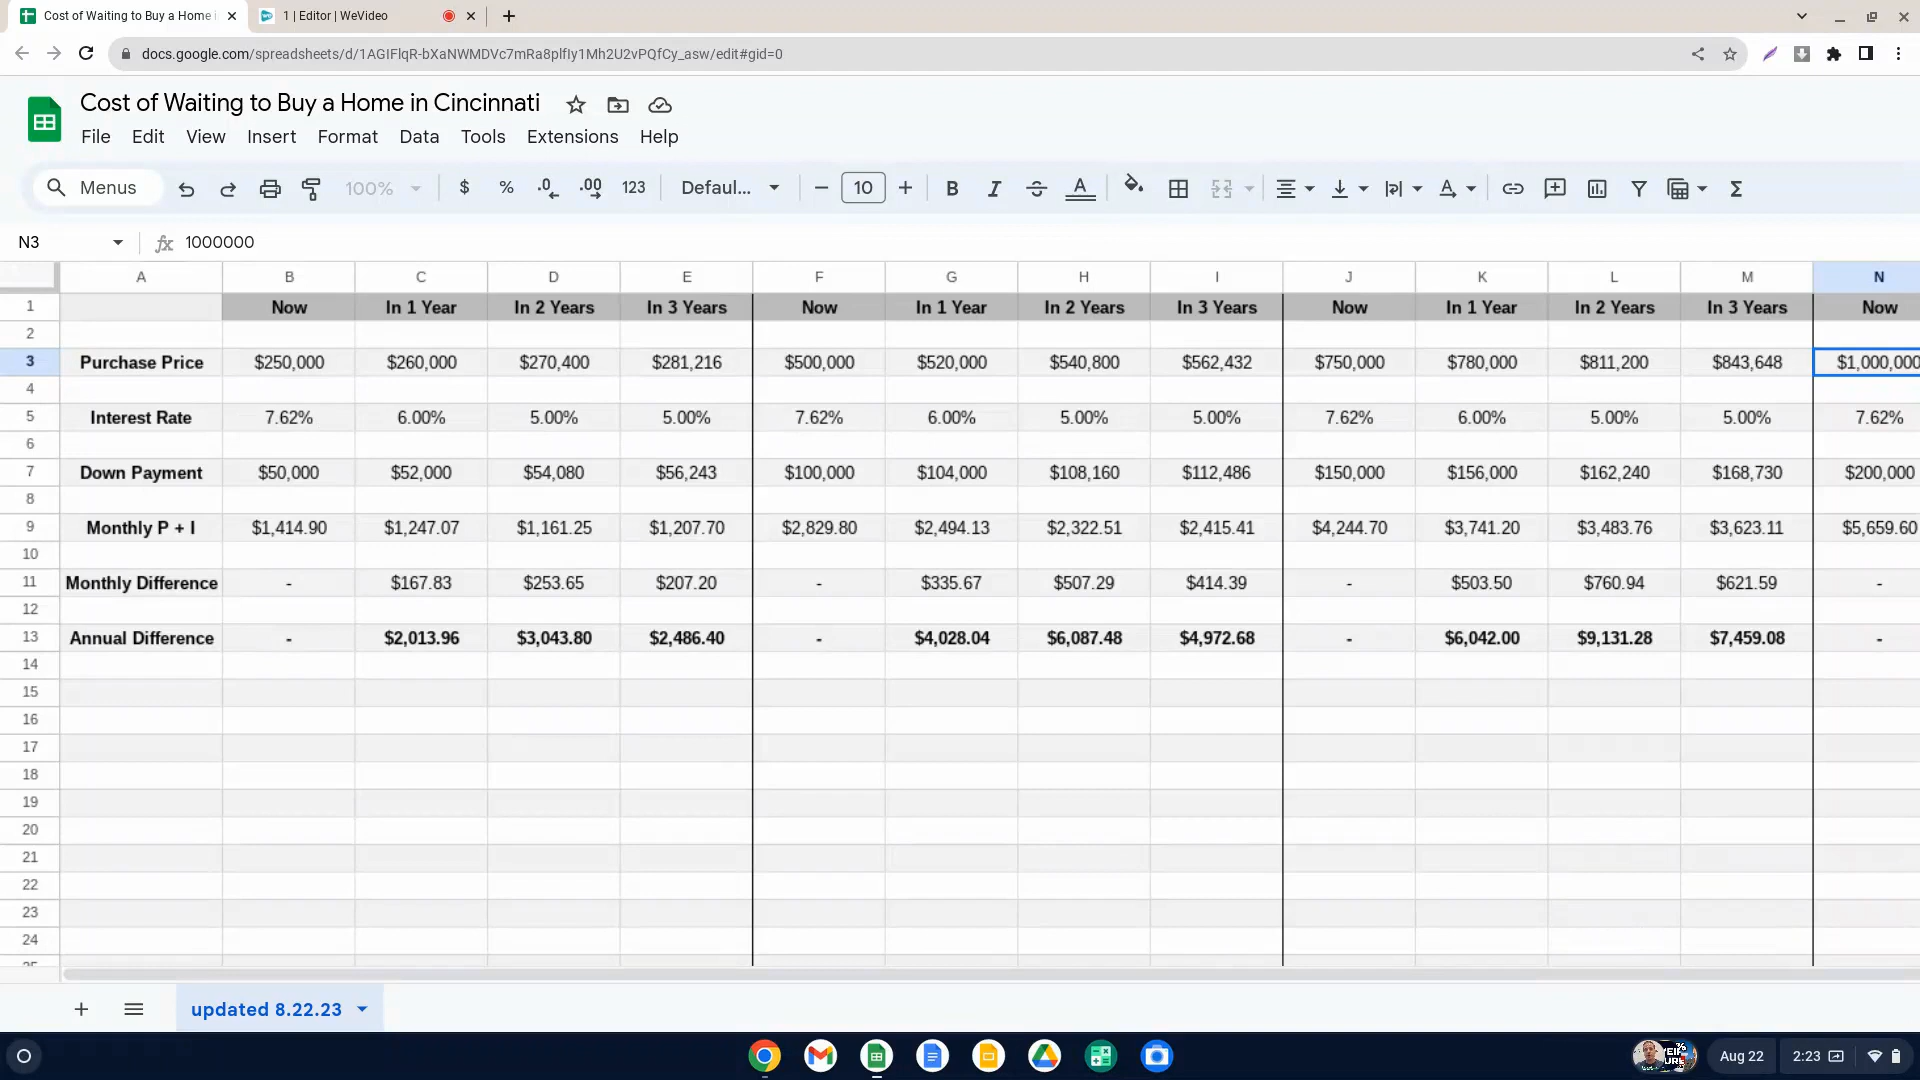 Cost of Waiting to Buy a Home i
1 | Editor | WeVideo
docs.google.com/spreadsheets/d/1AGIFlqR-bXaNWMDVc7mRa8plfIy1Mh2U2vPQfCy_asw/edit#gid=0
Cost of Waiting to Buy a Home in Cincinnati
File Edit View Insert Format Data Tools Extensions Help
Menus 100% $ % .0 .00 123 Defaul... 10 B I A
N3 fx 1000000
A B C D E F G H I J K L M N
1 Now In 1 Year In 2 Years In 3 Years Now In 1 Year In 2 Years In 3 Years Now In 1 Year In 2 Years In 3 Years Now
2
3 Purchase Price $250,000 $260,000 $270,400 $281,216 $500,000 $520,000 $540,800 $562,432 $750,000 $780,000 $811,200 $843,648 $1,000,000
4
5 Interest Rate 7.62% 6.00% 5.00% 5.00% 7.62% 6.00% 5.00% 5.00% 7.62% 6.00% 5.00% 5.00% 7.62%
6
7 Down Payment $50,000 $52,000 $54,080 $56,243 $100,000 $104,000 $108,160 $112,486 $150,000 $156,000 $162,240 $168,730 $200,000
8
9 Monthly P + I $1,414.90 $1,247.07 $1,161.25 $1,207.70 $2,829.80 $2,494.13 $2,322.51 $2,415.41 $4,244.70 $3,741.20 $3,483.76 $3,623.11 $5,659.60
10
11 Monthly Difference - $167.83 $253.65 $207.20 - $335.67 $507.29 $414.39 - $503.50 $760.94 $621.59 -
12
13 Annual Difference - $2,013.96 $3,043.80 $2,486.40 - $4,028.04 $6,087.48 $4,972.68 - $6,042.00 $9,131.28 $7,459.08 -
14
15
16
17
18
19
20
21
22
23
24
updated 8.22.23
Aug 22 2:23